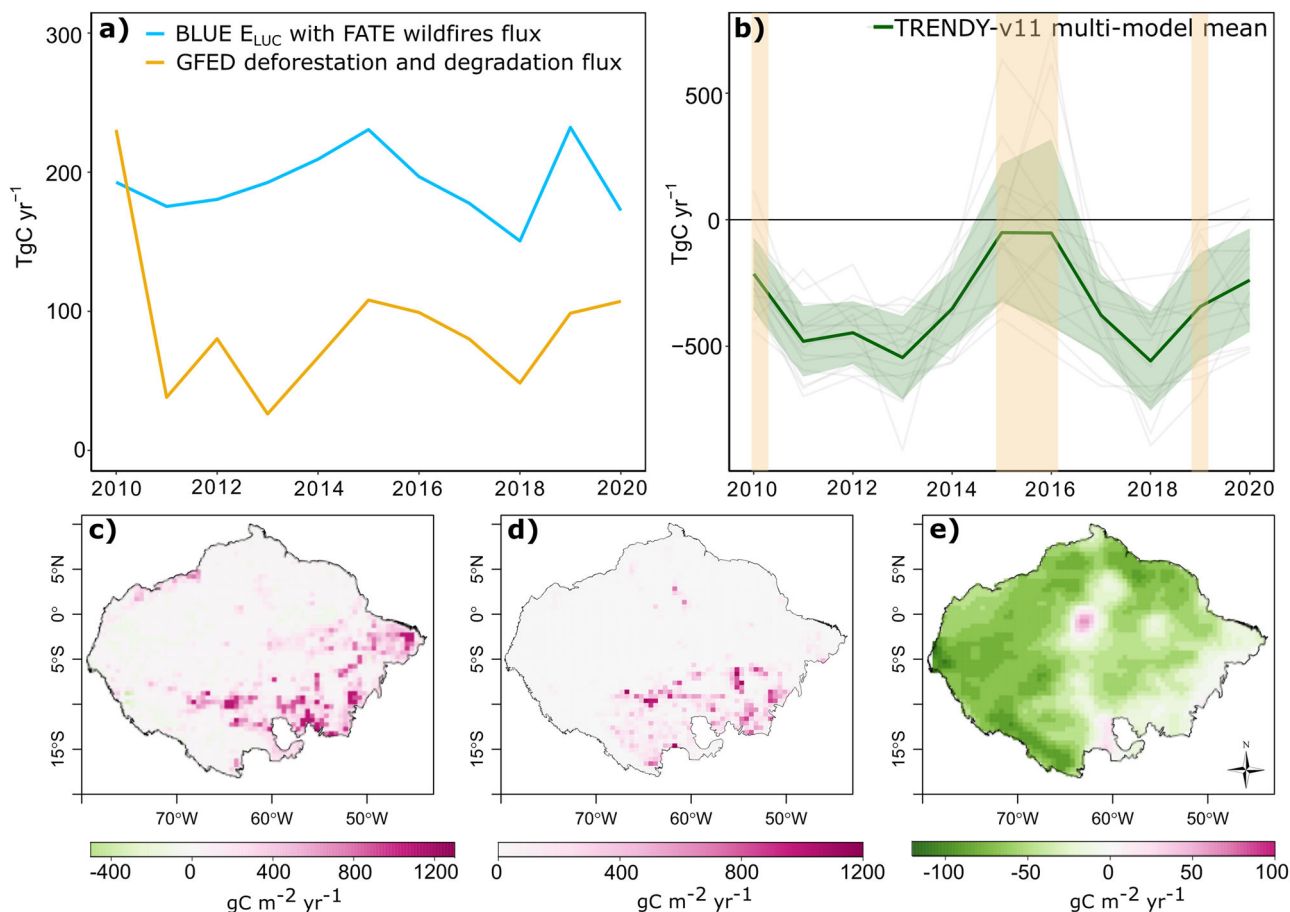 a)
BLUE E_LUC with FATE wildfires flux
GFED deforestation and degradation flux
TgC yr⁻¹
300
200
100
0
2010 2012 2014 2016 2018 2020
b)
TRENDY-v11 multi-model mean
TgC yr⁻¹
500
0
−500
2010 2012 2014 2016 2018 2020
c)
5°N
0°
5°S
15°S
70°W 60°W 50°W
-400 0 400 800 1200
gC m⁻² yr⁻¹
d)
5°N
0°
5°S
15°S
70°W 60°W 50°W
0 400 800 1200
gC m⁻² yr⁻¹
e)
5°N
0°
5°S
15°S
N
70°W 60°W 50°W
-100 -50 0 50 100
gC m⁻² yr⁻¹